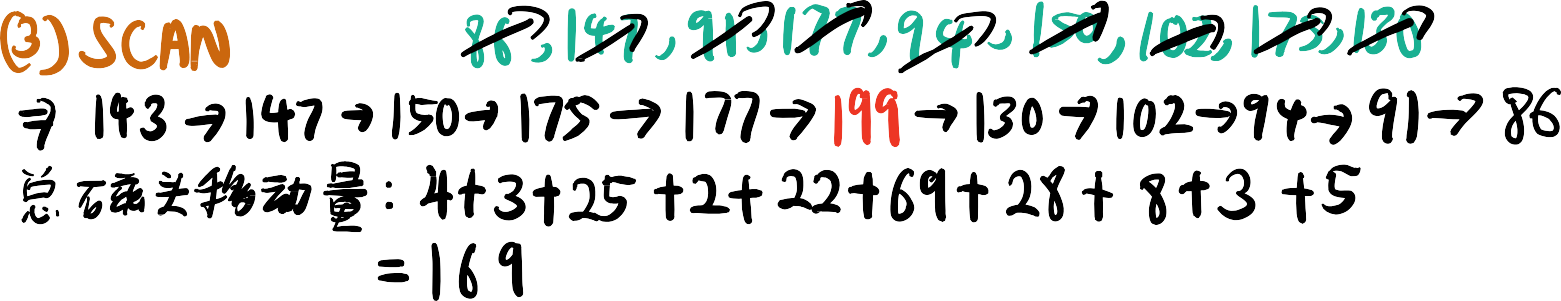 (3) SCAN 86, 147, 91, 177, 94, 150, 102, 175, 130
⇒ 143 → 147 → 150 → 175 → 177 → 199 → 130 → 102 → 94 → 91 → 86
总磁头移动量: 4+3+25+2+22+69+28+8+3+5
=169